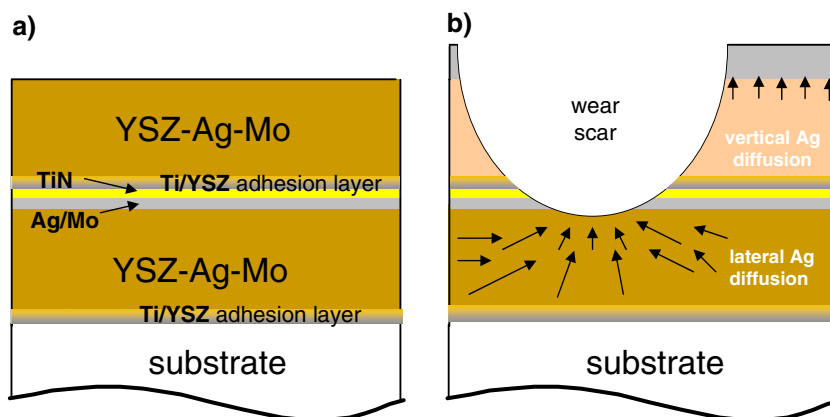 a)
YSZ-Ag-Mo
TiN
Ti/YSZ adhesion layer
Ag/Mo
YSZ-Ag-Mo
Ti/YSZ adhesion layer
substrate
b)
wear
scar
vertical Ag
diffusion
lateral Ag
diffusion
substrate